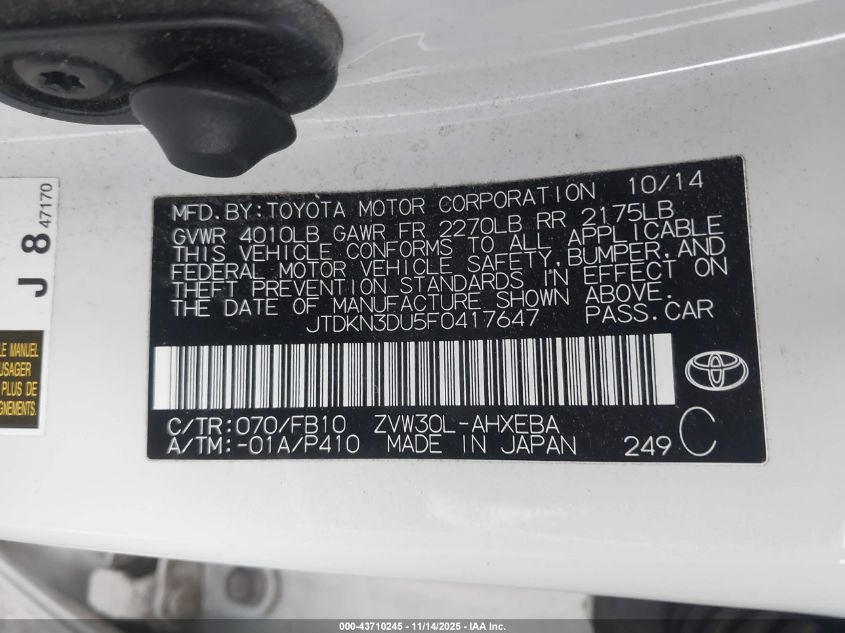 MFD. BY: TOYOTA MOTOR CORPORATION 10/14
GVWR 4010LB GAWR FR 2270LB RR 2175LB
THIS VEHICLE CONFORMS TO ALL APPLICABLE
FEDERAL MOTOR VEHICLE SAFETY, BUMPER, AND
THEFT PREVENTION STANDARDS IN EFFECT ON
THE DATE OF MANUFACTURE SHOWN ABOVE.
JTDKN3DU5F0417647 PASS.CAR
C/TR:070/FB10 ZVW30L-AHXEBA
A/TM:-01A/P410 MADE IN JAPAN 249 C
J 8 47170
LE MANUEL
USAGER
PLUS DE
GNEMENTS.
000-43710245 - 11/14/2025 - IAA Inc.